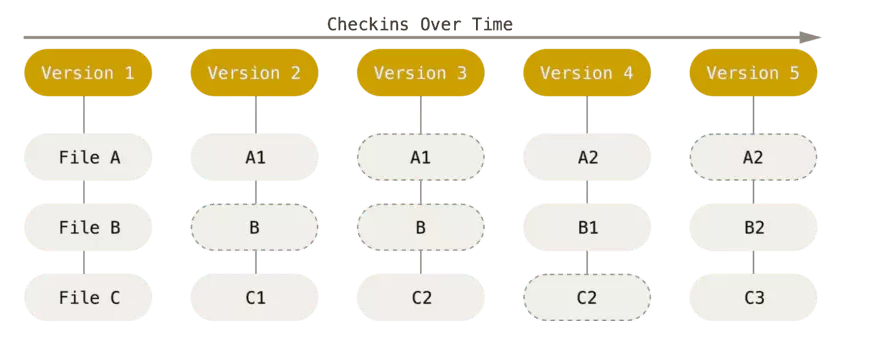 Checkins Over Time
Version 1 Version 2 Version 3 Version 4 Version 5
File A A1 A1 A2 A2
File B B B B1 B2
File C C1 C2 C2 C3